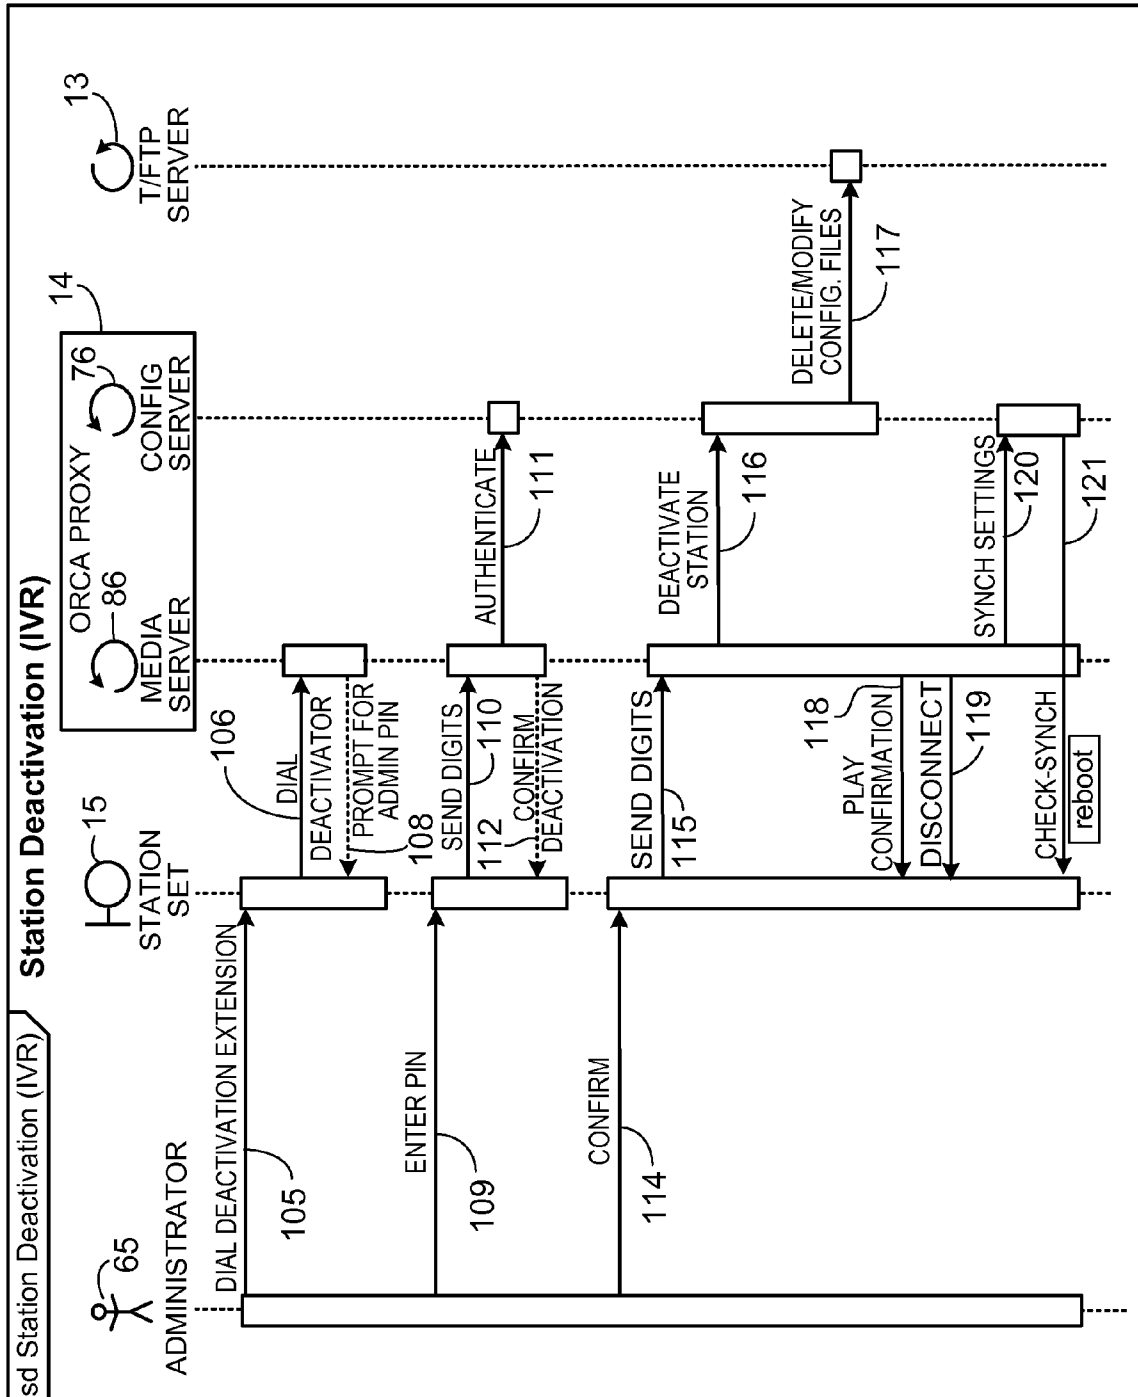 sd Station Deactivation (IVR)
Station Deactivation (IVR)
65
ADMINISTRATOR
15
STATION
SET
14
ORCA PROXY
86
MEDIA
SERVER
76
CONFIG
SERVER
13
T/FTP
SERVER
DIAL DEACTIVATION EXTENSION
105
106
DIAL
DEACTIVATOR
PROMPT FOR
ADMIN PIN
108
ENTER PIN
109
SEND DIGITS
110
AUTHENTICATE
111
112
CONFIRM
DEACTIVATION
CONFIRM
114
SEND DIGITS
115
DEACTIVATE
STATION
116
DELETE/MODIFY
CONFIG. FILES
117
PLAY
CONFIRMATION
118
DISCONNECT
119
SYNCH SETTINGS
120
CHECK-SYNCH
121
reboot